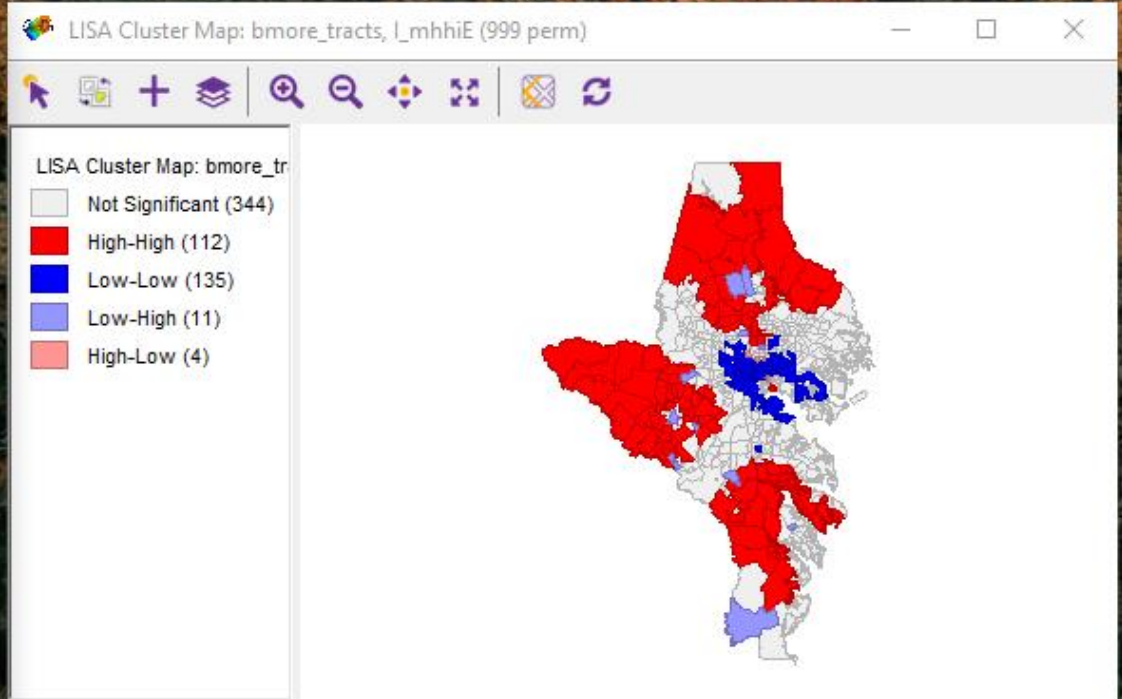 LISA Cluster Map: bmore_tracts, I_mhhiE (999 perm)
LISA Cluster Map: bmore_tr
Not Significant (344)
High-High (112)
Low-Low (135)
Low-High (11)
High-Low (4)